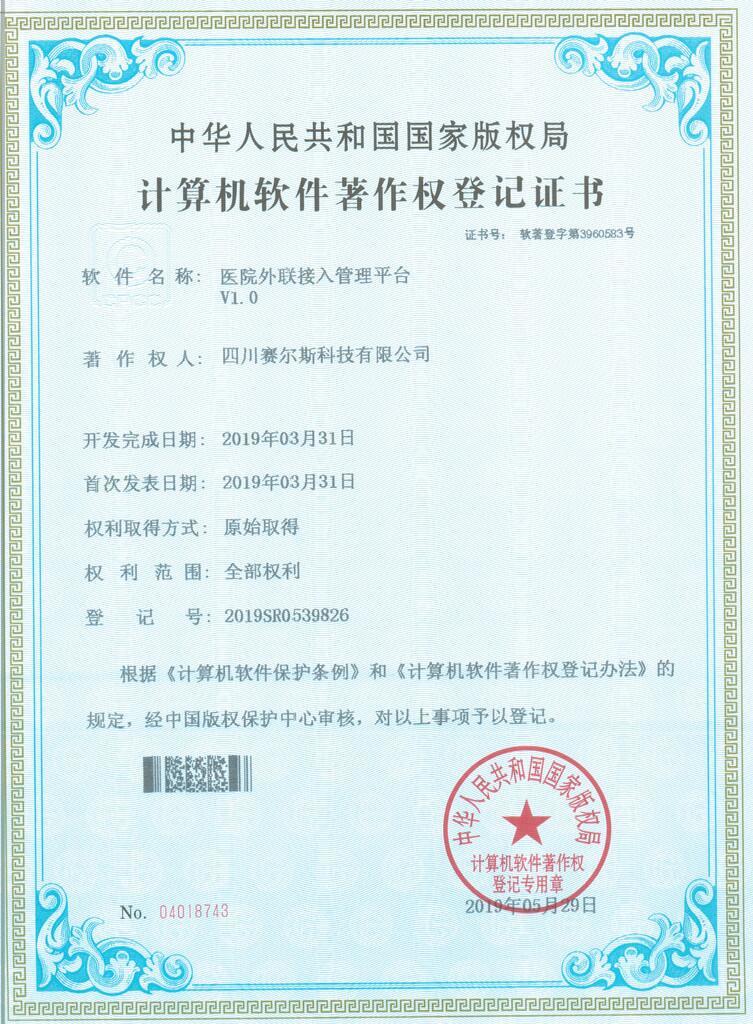 中华人民共和国国家版权局
计算机软件著作权登记证书
证书号： 软著登字第3960583号
软件名称： 医院外联接入管理平台
V1.0
著作权人： 四川赛尔斯科技有限公司
开发完成日期： 2019年03月31日
首次发表日期： 2019年03月31日
权利取得方式： 原始取得
权利范围： 全部权利
登记号： 2019SR0539826
根据《计算机软件保护条例》和《计算机软件著作权登记办法》的
规定，经中国版权保护中心审核，对以上事项予以登记。
中华人民共和国国家版权局
计算机软件著作权
登记专用章
No. 04018743
2019年05月29日